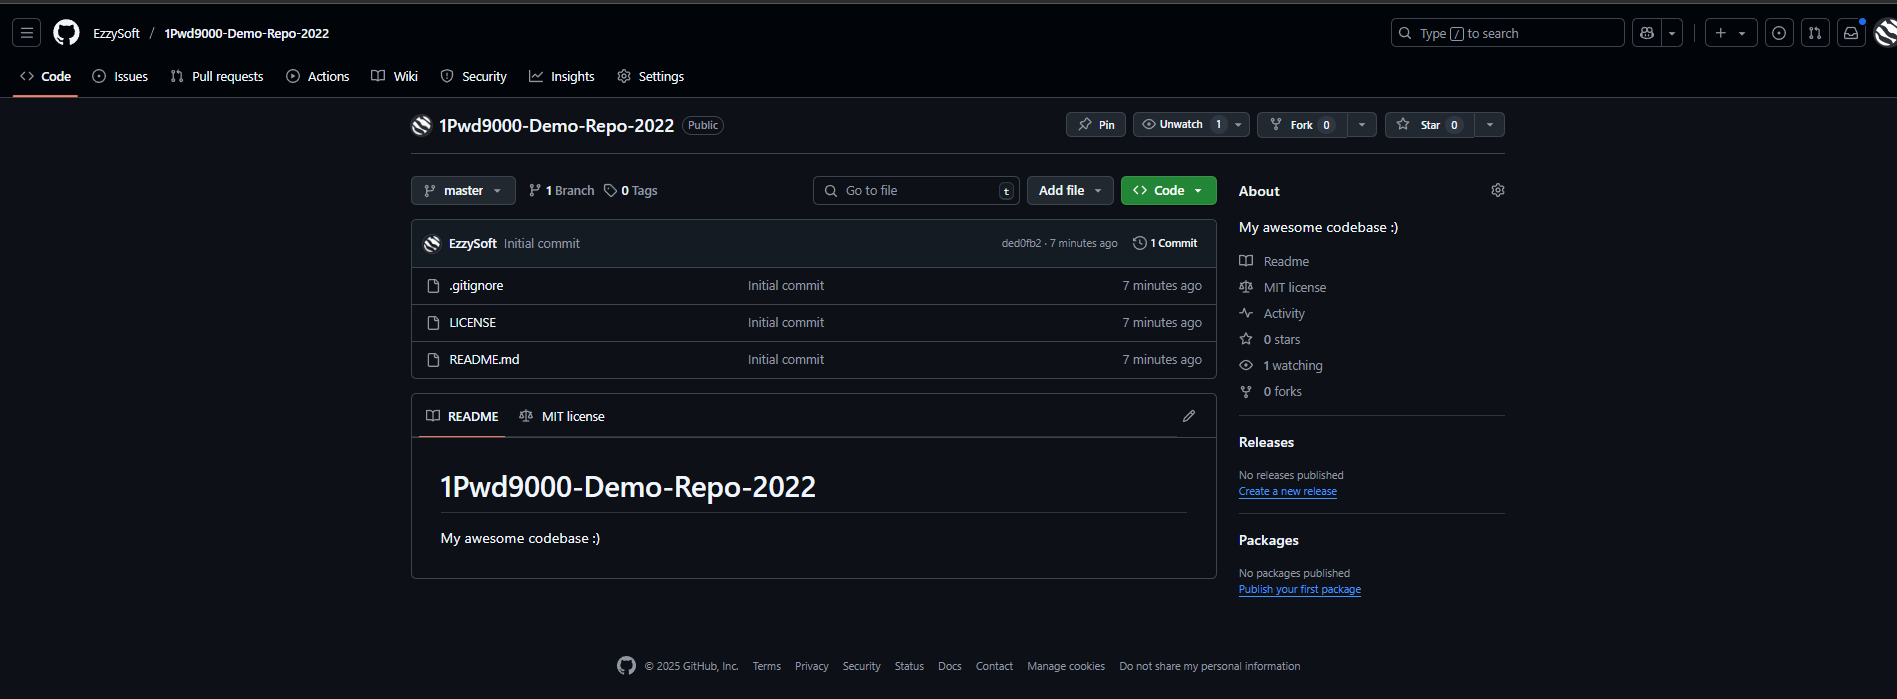 EzzySoft / 1Pwd9000-Demo-Repo-2022 Type / to search
Code Issues Pull requests Actions Wiki Security Insights Settings
1Pwd9000-Demo-Repo-2022 Public Pin Unwatch 1 Fork 0 Star 0
master 1 Branch 0 Tags Go to file t Add file Code
EzzySoft Initial commit ded0fb2 · 7 minutes ago 1 Commit
.gitignore Initial commit 7 minutes ago
LICENSE Initial commit 7 minutes ago
README.md Initial commit 7 minutes ago
README MIT license
1Pwd9000-Demo-Repo-2022
My awesome codebase :)
About
My awesome codebase :)
Readme
MIT license
Activity
0 stars
1 watching
0 forks
Releases
No releases published
Create a new release
Packages
No packages published
Publish your first package
© 2025 GitHub, Inc. Terms Privacy Security Status Docs Contact Manage cookies Do not share my personal information